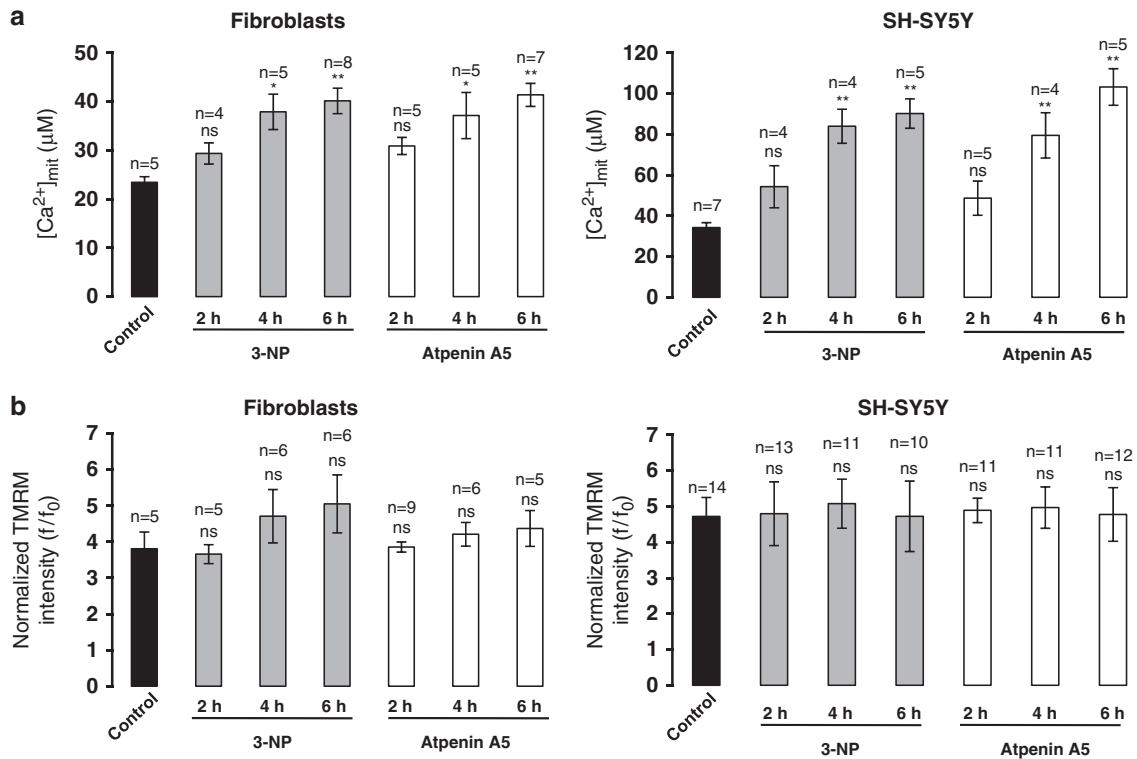 a
Fibroblasts
[Ca2+]mit (µM)
50
40
30
20
10
0
n=5
n=4
ns
n=5
*
n=8
**
n=5
ns
n=5
*
n=7
**
Control
2 h 4 h 6 h 2 h 4 h 6 h
3-NP Atpenin A5
SH-SY5Y
[Ca2+]mit (µM)
120
100
80
60
40
20
0
n=7
n=4
ns
n=4
**
n=5
**
n=5
ns
n=4
**
n=5
**
Control
2 h 4 h 6 h 2 h 4 h 6 h
3-NP Atpenin A5
b
Fibroblasts
Normalized TMRM
intensity (f/f0)
7
6
5
4
3
2
1
0
n=5
n=5
ns
n=6
ns
n=6
ns
n=9
ns
n=6
ns
n=5
ns
Control
2 h 4 h 6 h 2 h 4 h 6 h
3-NP Atpenin A5
SH-SY5Y
Normalized TMRM
intensity (f/f0)
7
6
5
4
3
2
1
0
n=14
n=13
ns
n=11
ns
n=10
ns
n=11
ns
n=11
ns
n=12
ns
Control
2 h 4 h 6 h 2 h 4 h 6 h
3-NP Atpenin A5